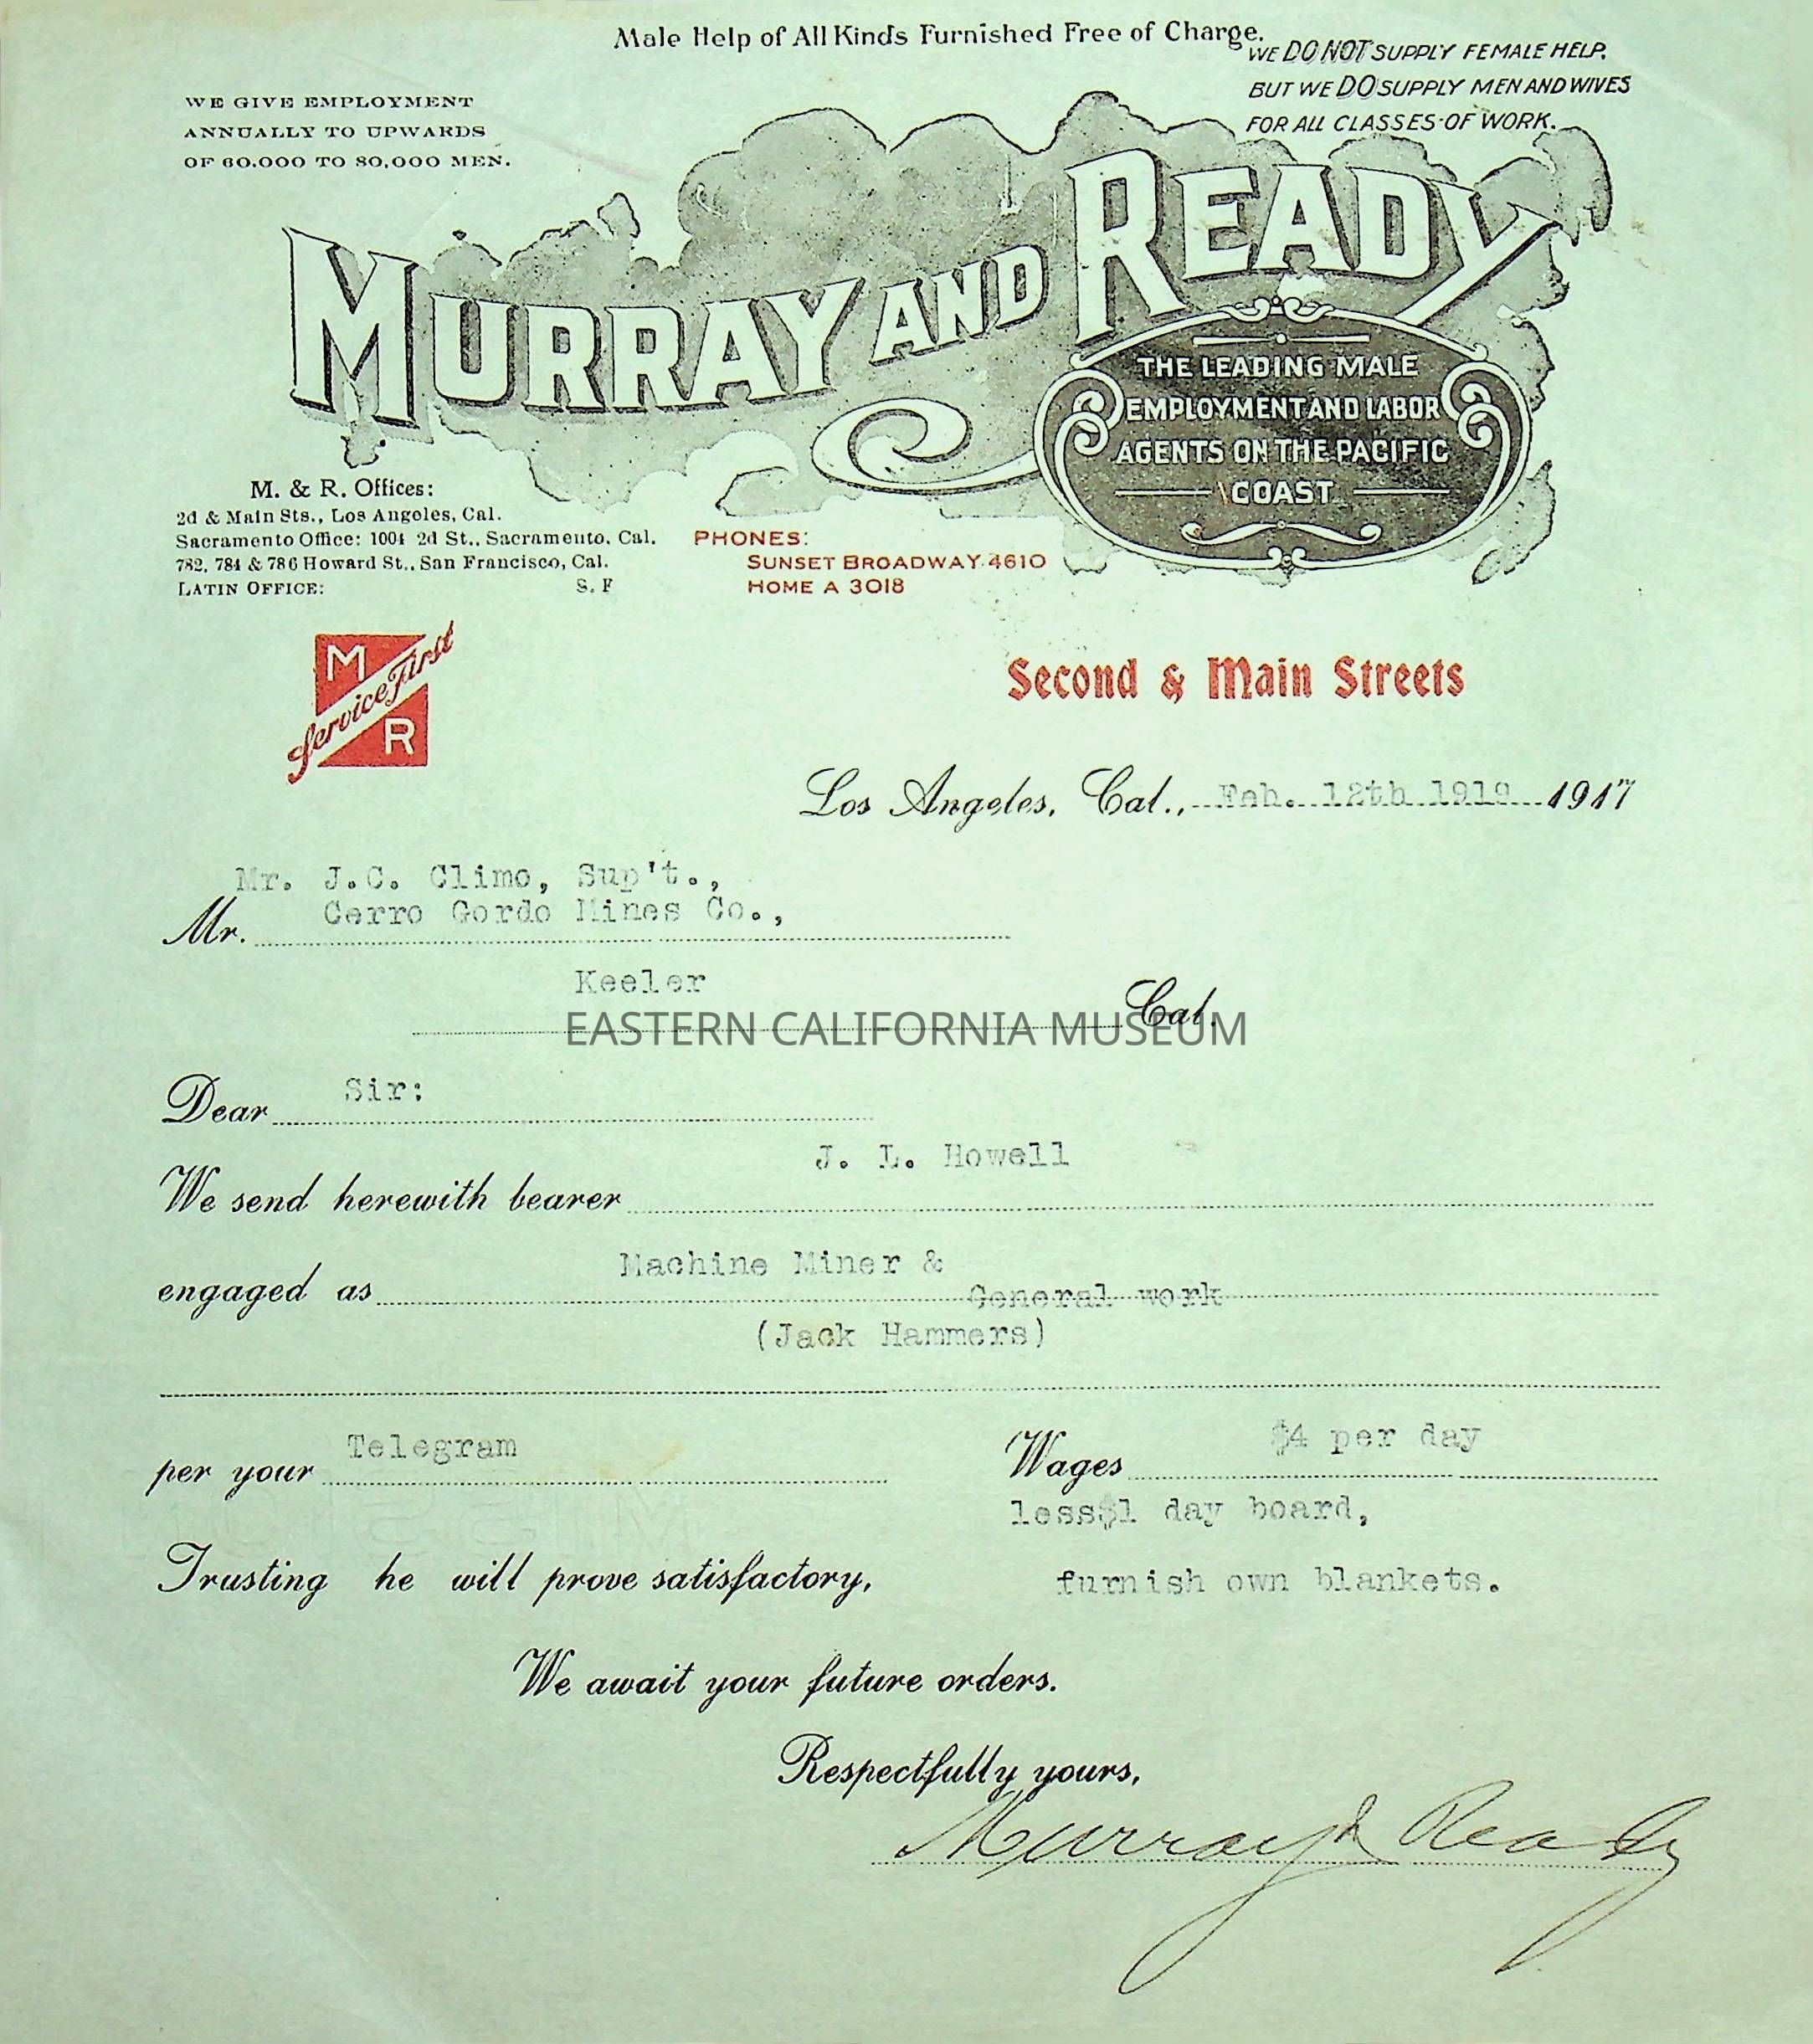 Male Help of All Kinds Furnished Free of Charge.
WE DO NOT SUPPLY FEMALE HELP.
BUT WE DO SUPPLY MEN AND WIVES
FOR ALL CLASSES OF WORK.
WE GIVE EMPLOYMENT
ANNUALLY TO UPWARDS
OF 60,000 TO 80,000 MEN.
MURRAY AND READY
THE LEADING MALE
EMPLOYMENT AND LABOR
AGENTS ON THE PACIFIC
COAST
M. & R. Offices:
2d & Main Sts., Los Angeles, Cal.
Sacramento Office: 1004 2d St., Sacramento, Cal.
782, 784 & 786 Howard St., San Francisco, Cal.
LATIN OFFICE: S. F
PHONES:
SUNSET BROADWAY 4610
HOME A 3018
M
Service First
R
Second & Main Streets
Los Angeles, Cal., Feb. 12th 1918 1917
Mr. J.C. Climo, Sup't.,
Mr. Cerro Gordo Mines Co.,
Keeler Cal.
EASTERN CALIFORNIA MUSEUM
Dear Sir:
We send herewith bearer J. L. Howell
engaged as Machine Miner &
General work
(Jack Hammers)
per your Telegram Wages $4 per day
less $1 day board,
Trusting he will prove satisfactory, furnish own blankets.
We await your future orders.
Respectfully yours,
Murray & Ready